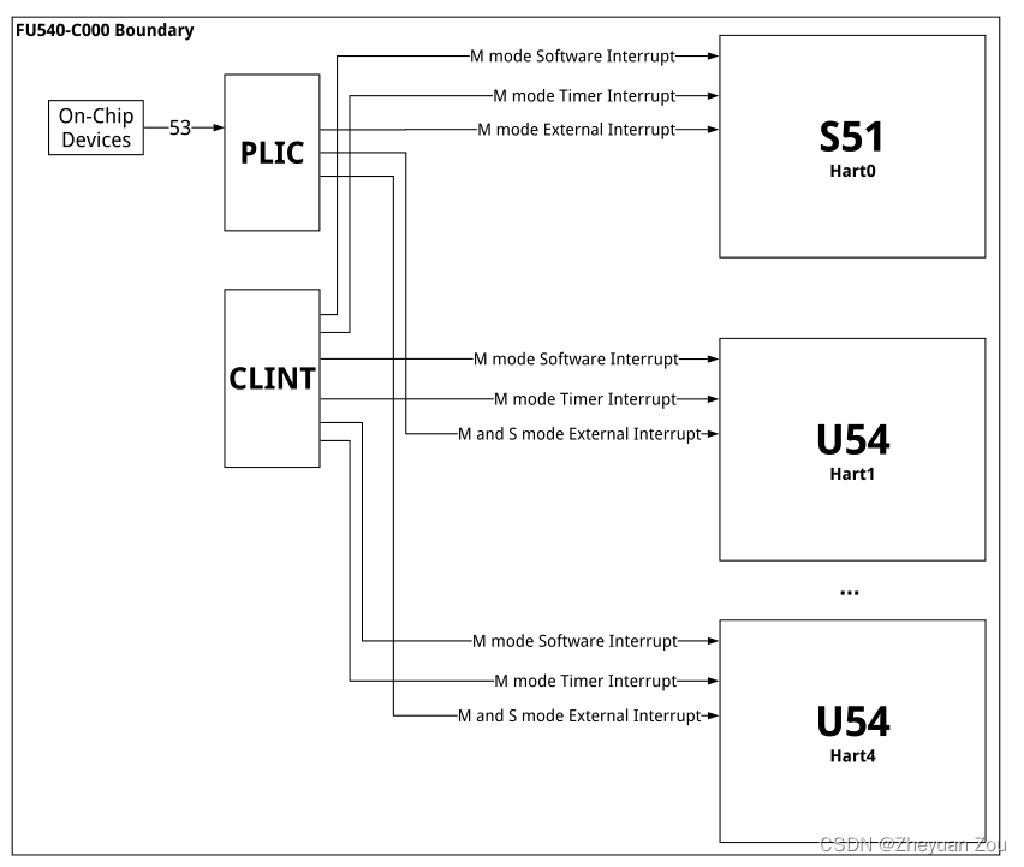 FU540-C000 Boundary
On-Chip
Devices
53
PLIC
CLINT
M mode Software Interrupt
M mode Timer Interrupt
M mode External Interrupt
S51
Hart0
M mode Software Interrupt
M mode Timer Interrupt
M and S mode External Interrupt
U54
Hart1
...
M mode Software Interrupt
M mode Timer Interrupt
M and S mode External Interrupt
U54
Hart4
CSDN @Zheyuan Zou